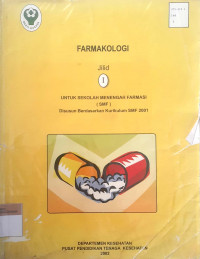 FARMAKOLOGI
Jilid
1
UNTUK SEKOLAH MENENGAH FARMASI
( SMF )
Disusun Berdasarkan Kurikulum SMF 2001
DEPARTEMEN KESEHATAN
PUSAT PENDIDIKAN TENAGA KESEHATAN
2003